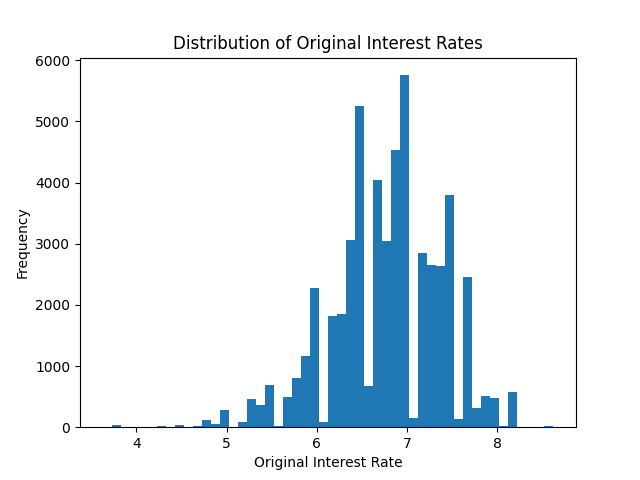 Distribution of Original Interest Rates
6000
5000
4000
3000
2000
1000
0
Frequency
4 5 6 7 8
Original Interest Rate